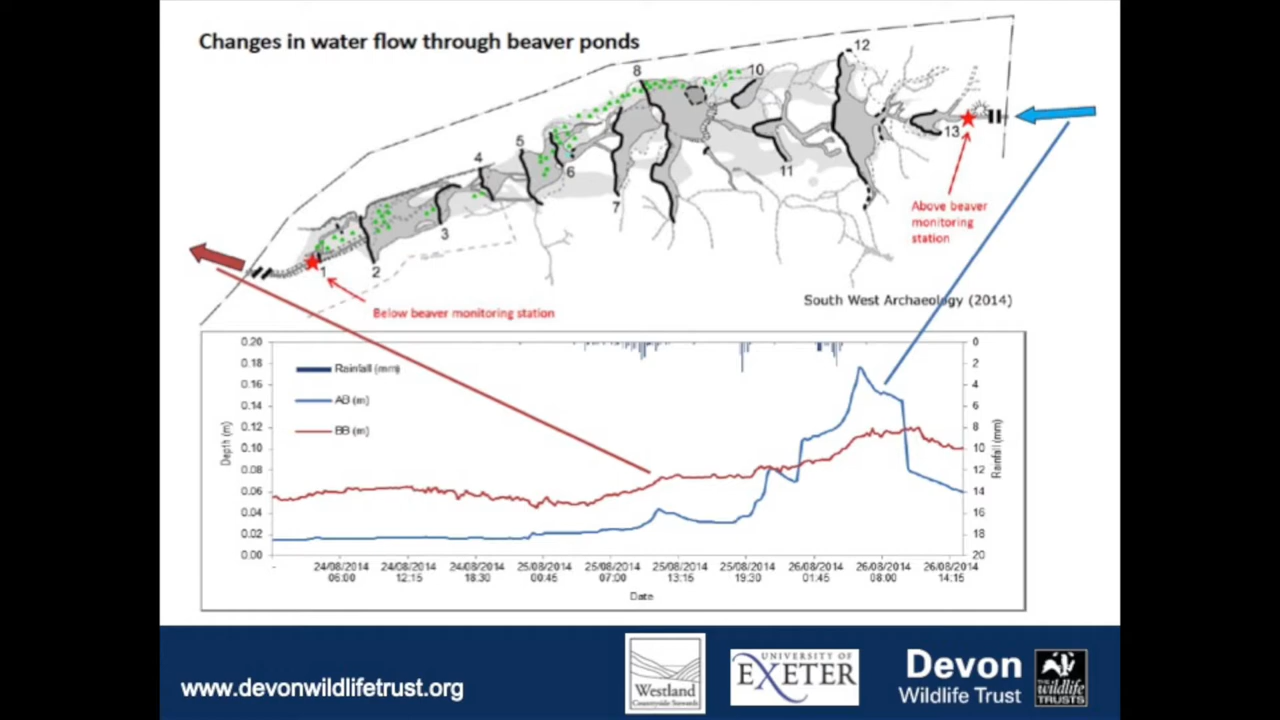 Changes in water flow through beaver ponds
12
8
10
13
5
4
6
11
7
3
1
2
Above beaver
monitoring
station
South West Archaeology (2014)
Below beaver monitoring station
0.20
0.18
0.16
0.14
0.12
0.10
0.08
0.06
0.04
0.02
0.00
Depth (m)
Rainfall (mm)
AB (m)
BB (m)
0
2
4
6
8
10
12
14
16
18
20
Rainfall (mm)
-
24/08/2014
06:00
24/08/2014
12:15
24/08/2014
18:30
25/08/2014
00:45
25/08/2014
07:00
25/08/2014
13:15
25/08/2014
19:30
26/08/2014
01:45
26/08/2014
08:00
26/08/2014
14:15
Date
www.devonwildlifetrust.org
Westland
Countryside Stewards
UNIVERSITY OF
EXETER
Devon
Wildlife Trust
THE
wildlife
TRUSTS